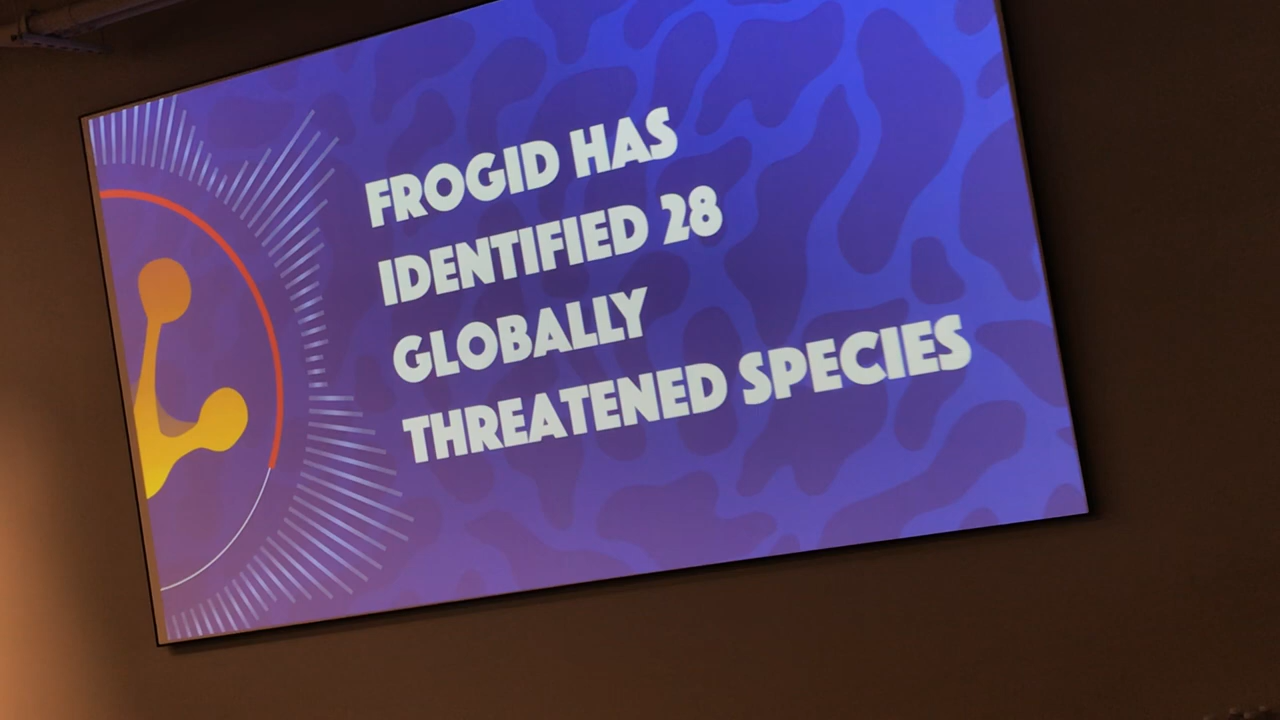 FROGID HAS
IDENTIFIED 28
GLOBALLY
THREATENED SPECIES